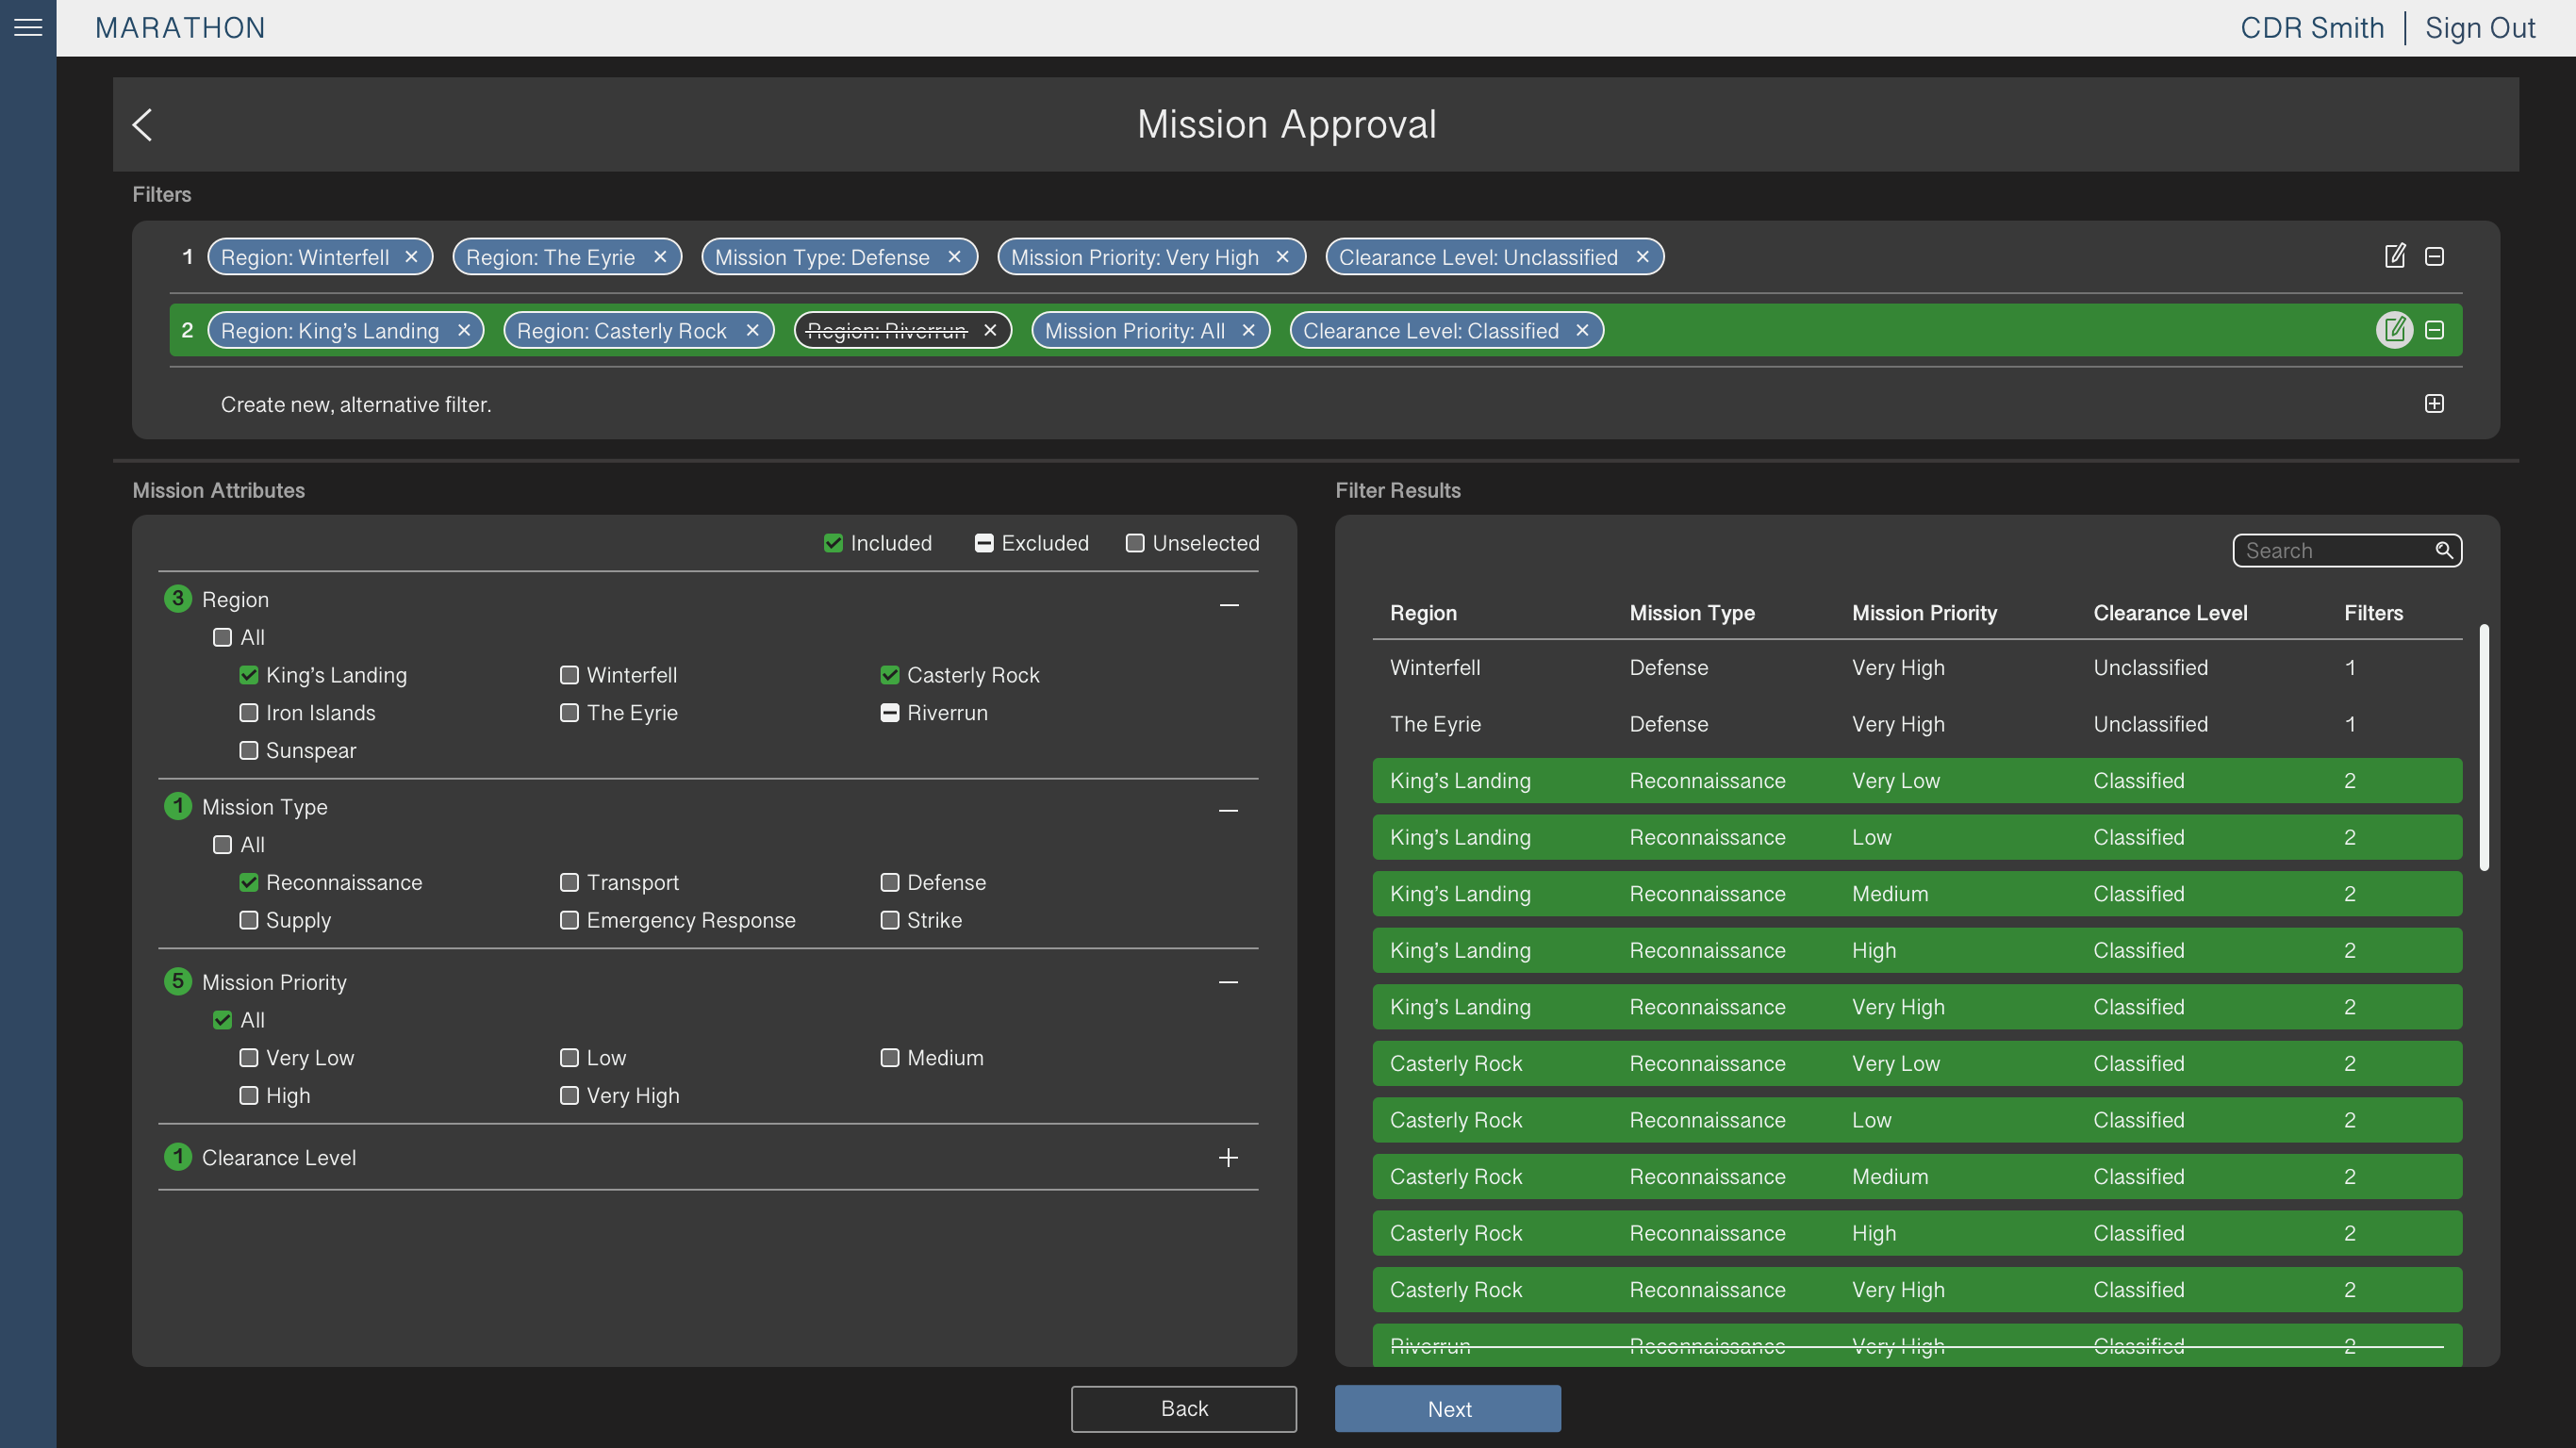 MARATHON
CDR Smith | Sign Out
Mission Approval
Filters
1 Region: Winterfell Region: The Eyrie Mission Type: Defense Mission Priority: Very High Clearance Level: Unclassified
2 Region: King’s Landing Region: Casterly Rock Region: Riverrun Mission Priority: All Clearance Level: Classified
Create new, alternative filter.
Mission Attributes
Included Excluded Unselected
3 Region
All
King’s Landing Winterfell Casterly Rock
Iron Islands The Eyrie Riverrun
Sunspear
1 Mission Type
All
Reconnaissance Transport Defense
Supply Emergency Response Strike
5 Mission Priority
All
Very Low Low Medium
High Very High
1 Clearance Level
Filter Results
Search
Region Mission Type Mission Priority Clearance Level Filters
Winterfell Defense Very High Unclassified 1
The Eyrie Defense Very High Unclassified 1
King’s Landing Reconnaissance Very Low Classified 2
King’s Landing Reconnaissance Low Classified 2
King’s Landing Reconnaissance Medium Classified 2
King’s Landing Reconnaissance High Classified 2
King’s Landing Reconnaissance Very High Classified 2
Casterly Rock Reconnaissance Very Low Classified 2
Casterly Rock Reconnaissance Low Classified 2
Casterly Rock Reconnaissance Medium Classified 2
Casterly Rock Reconnaissance High Classified 2
Casterly Rock Reconnaissance Very High Classified 2
Riverrun Reconnaissance Very High Classified 2
Back Next